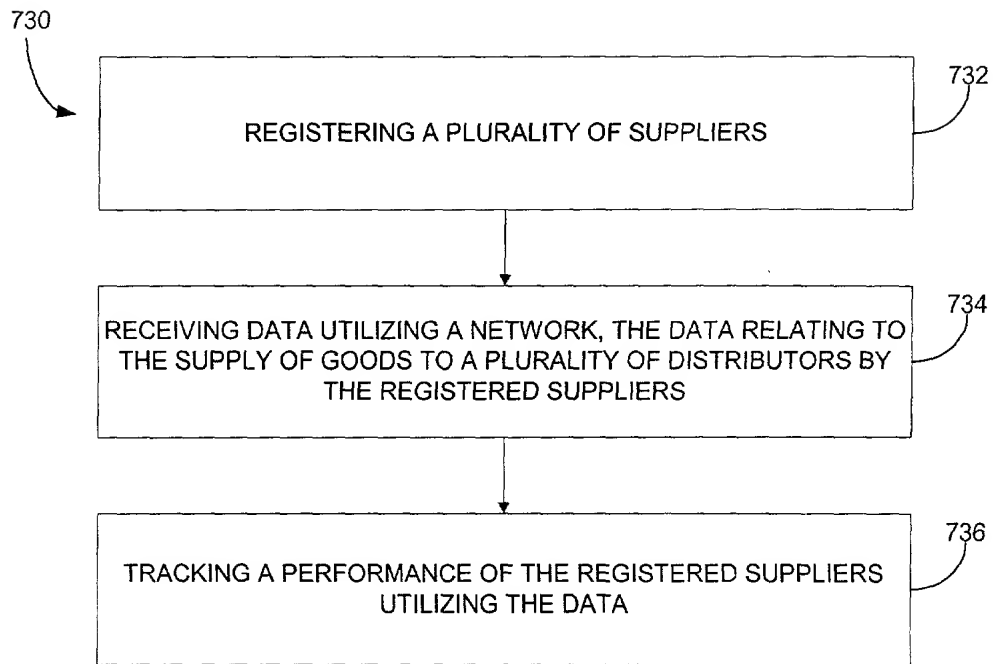 730
732
REGISTERING A PLURALITY OF SUPPLIERS
734
RECEIVING DATA UTILIZING A NETWORK, THE DATA RELATING TO
THE SUPPLY OF GOODS TO A PLURALITY OF DISTRIBUTORS BY
THE REGISTERED SUPPLIERS
736
TRACKING A PERFORMANCE OF THE REGISTERED SUPPLIERS
UTILIZING THE DATA